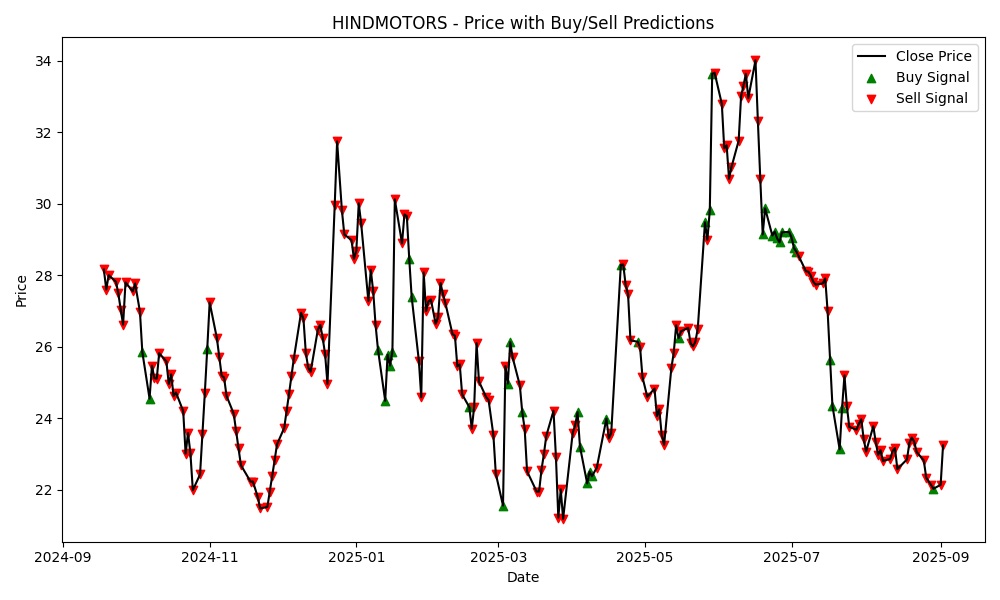 HINDMOTORS - Price with Buy/Sell Predictions
Close Price
Buy Signal
Sell Signal
Price
34
32
30
28
26
24
22
2024-09 2024-11 2025-01 2025-03 2025-05 2025-07 2025-09
Date